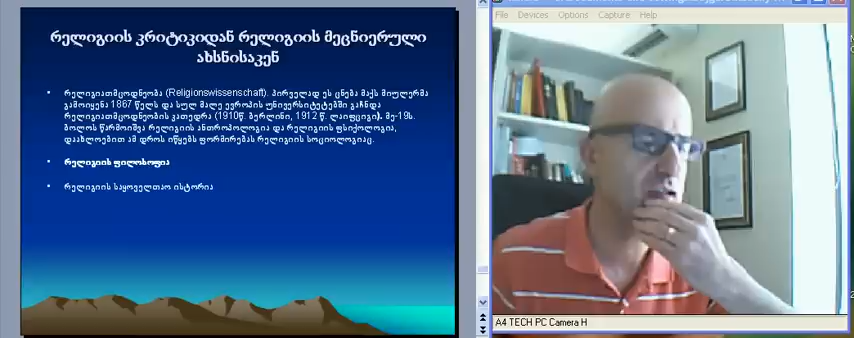 რელიგიის კრიტიკიდან რელიგიის მეცნიერული
ახსნისაკენ
რელიგიათმცოდნეობა (Religionswissenschaft). პირველად ეს ცნება მაქს მიულერმა
გამოიყენა 1867 წელს და სულ მალე ევროპის უნივერსიტეტებში გაჩნდა
რელიგიათმცოდნეობის კათედრა (1910წ. ბერლინი, 1912 წ. ლაიფციგი). მე-19ს.
ბოლოს წარმოიშვა რელიგიის ანთროპოლოგია და რელიგიის ფსიქოლოგია,
დაახლოებით ამ დროს იწყებს ფორმირებას რელიგიის სოციოლოგიაც.
რელიგიის ფილოსოფია
რელიგიის საყოველთაო ისტორია
File Devices Options Capture Help
A4 TECH PC Camera H